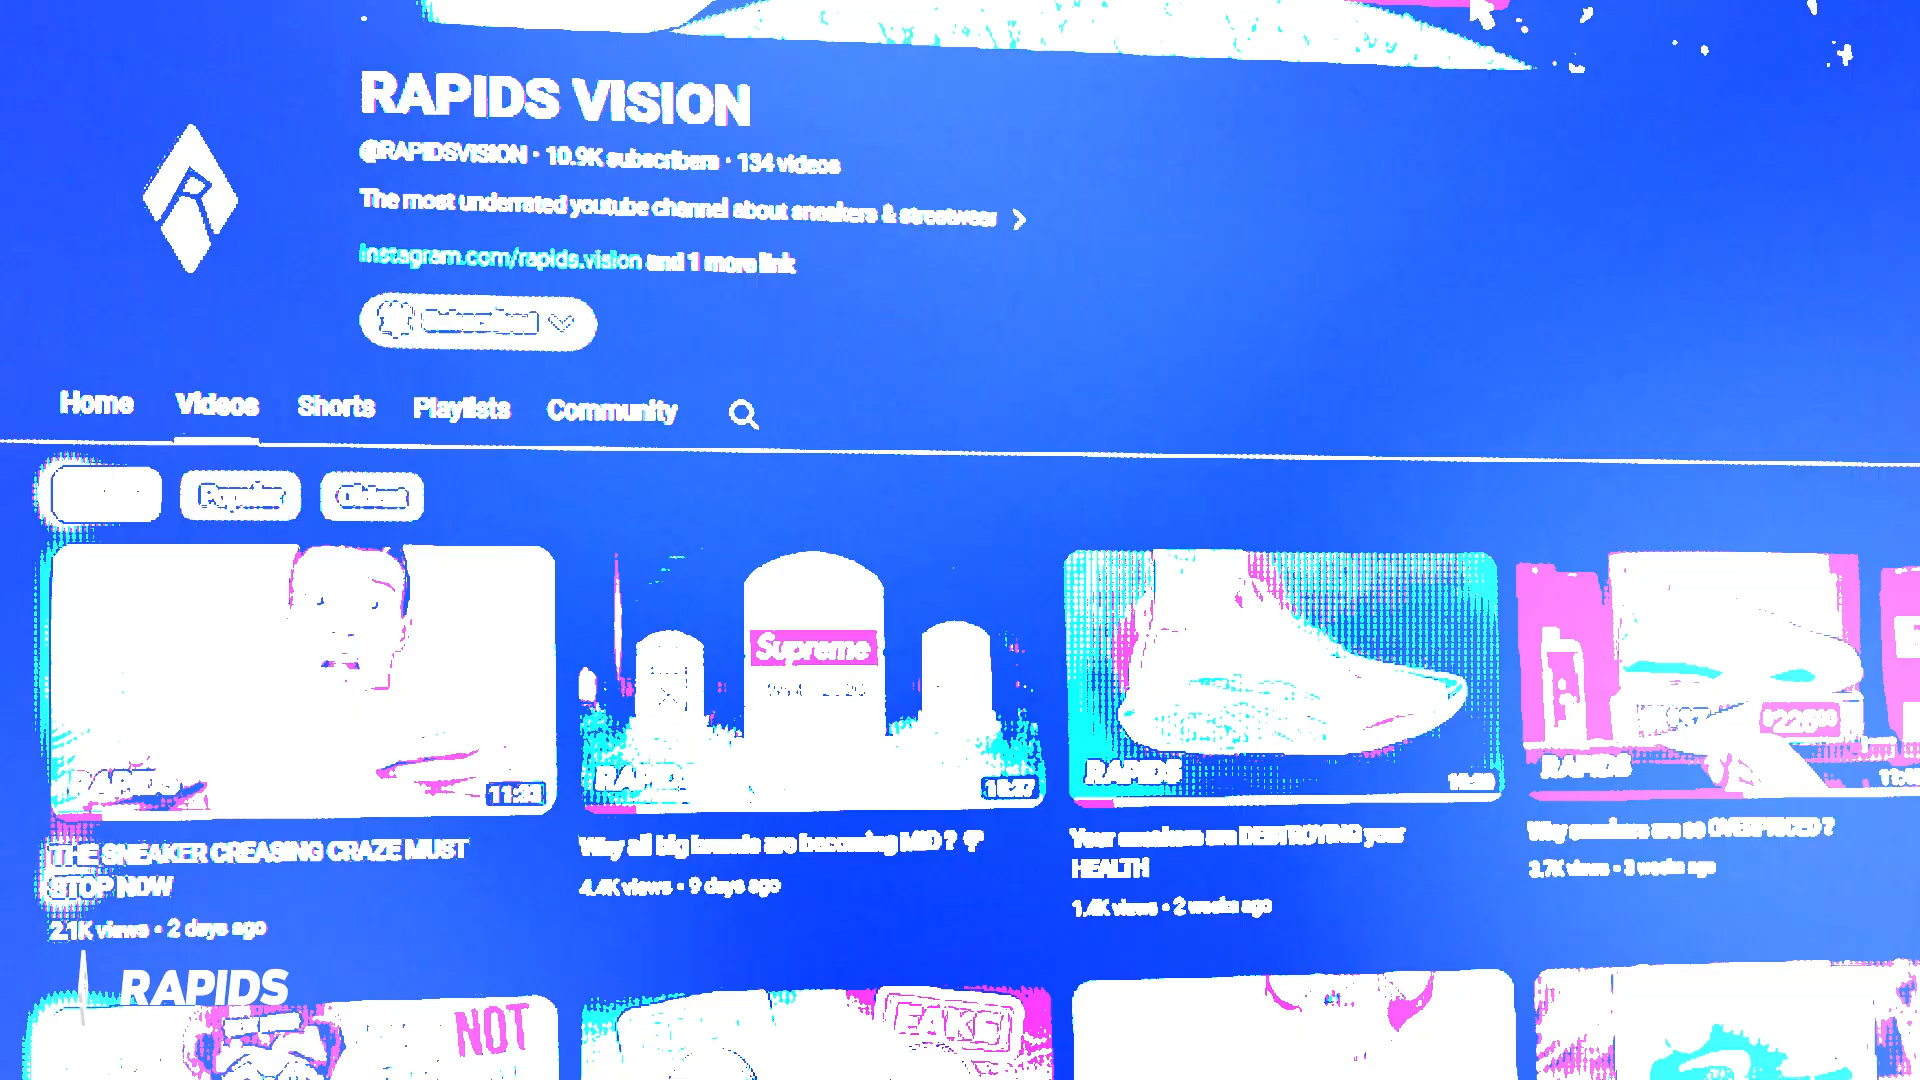 RAPIDS VISION
@RAPIDSVISION • 10.9K subscribers • 134 videos
The most underrated youtube channel about sneakers & streetwear
instagram.com/rapids.vision and 1 more link
Subscribed
Home Videos Shorts Playlists Community
Popular Oldest
Supreme
RAPIDS
11:33
RAPIDS
RAPIDS
RAPIDS
THE SNEAKER CREASING CRAZE MUST
STOP NOW
2.1K views • 2 days ago
Why all big brands are becoming MID ?
4.4K views • 9 days ago
Your sneakers are DESTROYING your
HEALTH
1.4K views • 2 weeks ago
Why sneakers are so OVERPRICED ?
3.7K views • 3 weeks ago
RAPIDS
NOT
FAKE